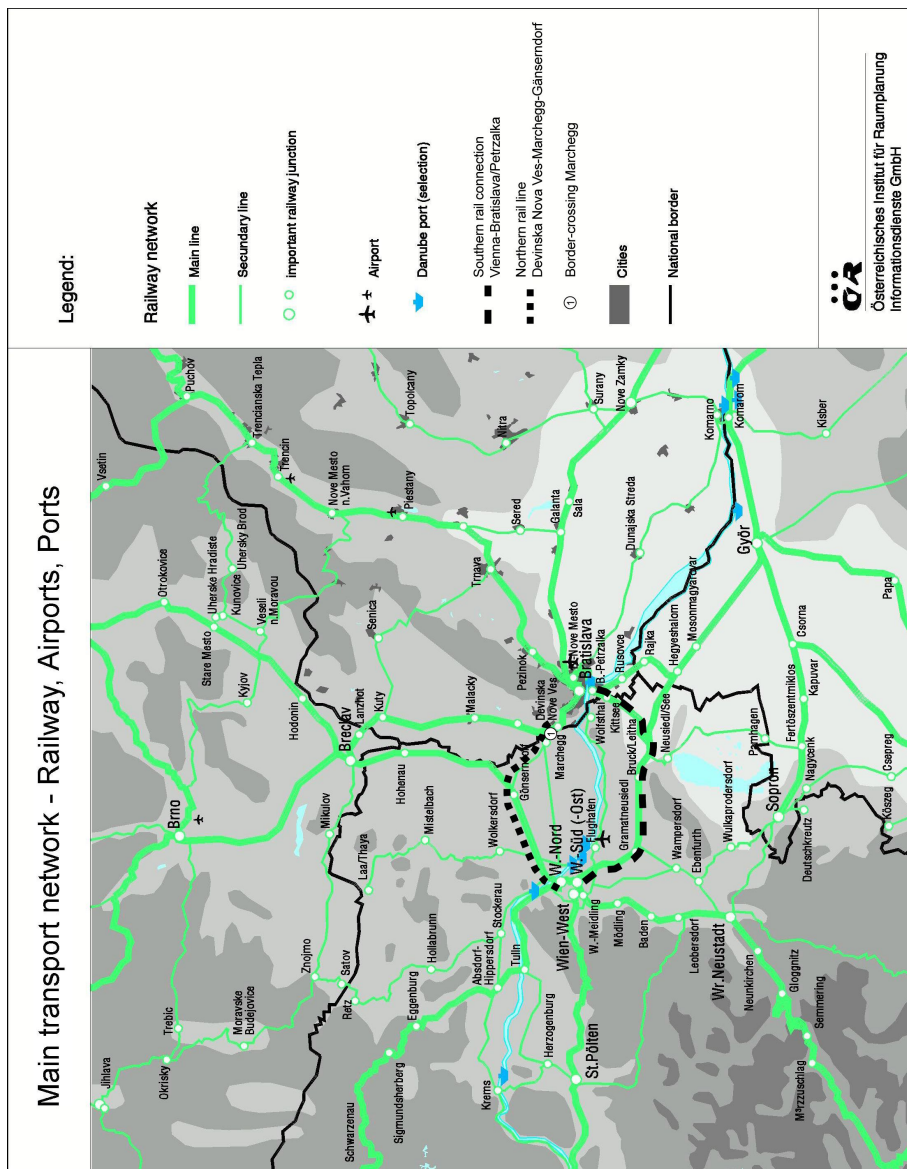 Main transport network - Railway, Airports, Ports
Jihlava
Okrisky
Trebic
Moravske
Budejovice
Brno
Kyjov
Stare Mesto
Uherske Hradiste
Kunovice
Veseli
n.Moravou
Otrokovice
Uhersky Brod
Vsetin
Puchov
Trencianska Tepla
Trencin
Nove Mesto
n.Vahom
Piestany
Topolcany
Nitra
Surany
Nove Zamky
Komarno
Komarom
Kisber
Schwarzenau
Sigmundsherberg
Eggenburg
Znojmo
Satov
Retz
Laa/Thaya
Mikulov
Hollabrunn
Mistelbach
Hohenau
Breclav
Lanzhot
Hodonin
Kuty
Senica
Malacky
Absdorf-
Hippersdorf
Stockerau
Wolkersdorf
Gönserndorf
Devinska
Nove Ves
Marchegg
1
Pezinok
Trnava
Sered
Galanta
Sala
Dunajska Streda
Krems
Herzogenburg
Tulln
St.Pölten
Wien-West
W.-Nord
W.-Süd (-Ost)
Flughafen
W.-Meidling
Mödling
Baden
Leobersdorf
Wr.Neustadt
Neunkirchen
Gloggnitz
Semmering
Mªrzzuschlag
Gramatneusiedl
Wampersdorf
Ebenfurth
Wulkaprodersdorf
Bruck/Leitha
Neusiedl/See
Wolfsthal
Kittsee
Nove Mesto
Bratislava
B.-Petrzalka
Rusovce
Rajka
Hegyeshalom
Mosonmagyarovar
Györ
Pamhagen
Sopron
Deutschkreutz
Nagycenk
Fertöszentmiklos
Kapuvar
Csorna
Papa
Csepreg
Köszeg
Legend:
Railway network
Main line
Secundary line
important railway junction
Airport
Danube port (selection)
Southern rail connection
Vienna-Bratislava/Petrzalka
Northern rail line
Devinska Nova Ves-Marchegg-Gänserndorf
1 Border-crossing Marchegg
Cities
National border
ÖIR
Österreichisches Institut für Raumplanung
Informationsdienste GmbH